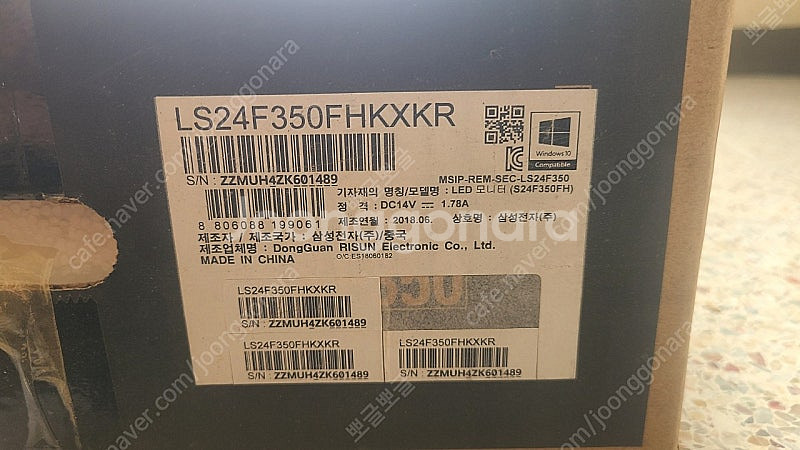 LS24F350FHKXKR
Windows 10
Compatible
S/N : ZZMUH4ZK601489
MSIP-REM-SEC-LS24F350
기자재의 명칭/모델명 : LED 모니터 (S24F350FH)
정 격 : DC14V 1.78A
8 806088 199061
제조연월 : 2018.06. 상호명 : 삼성전자(주)
제조자 / 제조국가 : 삼성전자(주)/중국
제조업체명 : DongGuan RISUN Electronic Co., Ltd.
MADE IN CHINA
O/C:ES18060182
LS24F350FHKXKR
S/N : ZZMUH4ZK601489
350
LS24F350FHKXKR
S/N : ZZMUH4ZK601489
LS24F350FHKXKR
S/N : ZZMUH4ZK601489
joonggonara
cafe.naver.com/joonggonara
뽀글뽀글